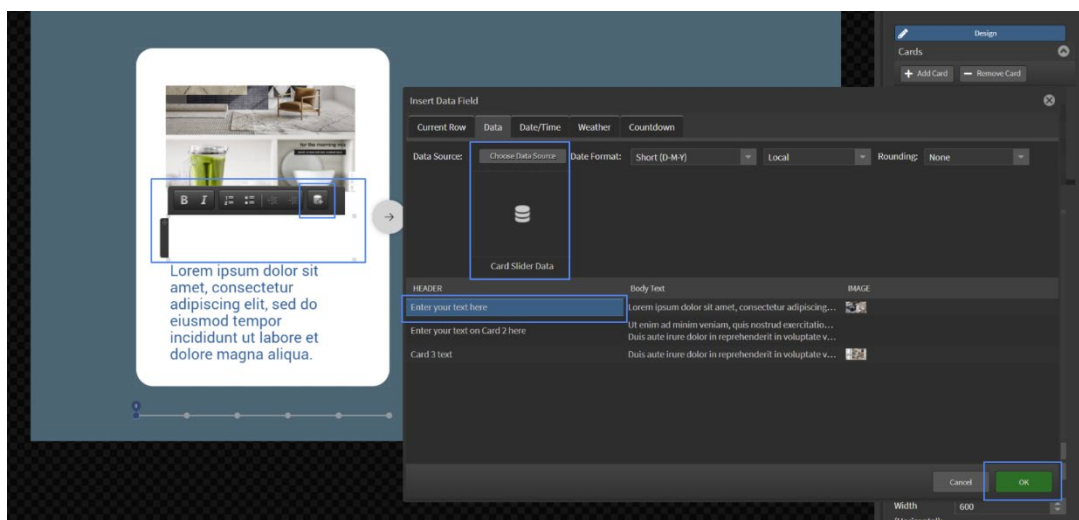 Design
Cards
Add Card
Remove Card
for the morning mix
B I
Lorem ipsum dolor sit
amet, consectetur
adipiscing elit, sed do
eiusmod tempor
incididunt ut labore et
dolore magna aliqua.
Insert Data Field
Current Row Data Date/Time Weather Countdown
Data Source: Choose Data Source Date Format: Short (D-M-Y) Local Rounding: None
Card Slider Data
HEADER Body Text IMAGE
Enter your text here Lorem ipsum dolor sit amet, consectetur adipiscing...
Enter your text on Card 2 here Ut enim ad minim veniam, quis nostrud exercitatio...
Duis aute irure dolor in reprehenderit in voluptate v...
Card 3 text Duis aute irure dolor in reprehenderit in voluptate v...
Cancel OK
Width 600